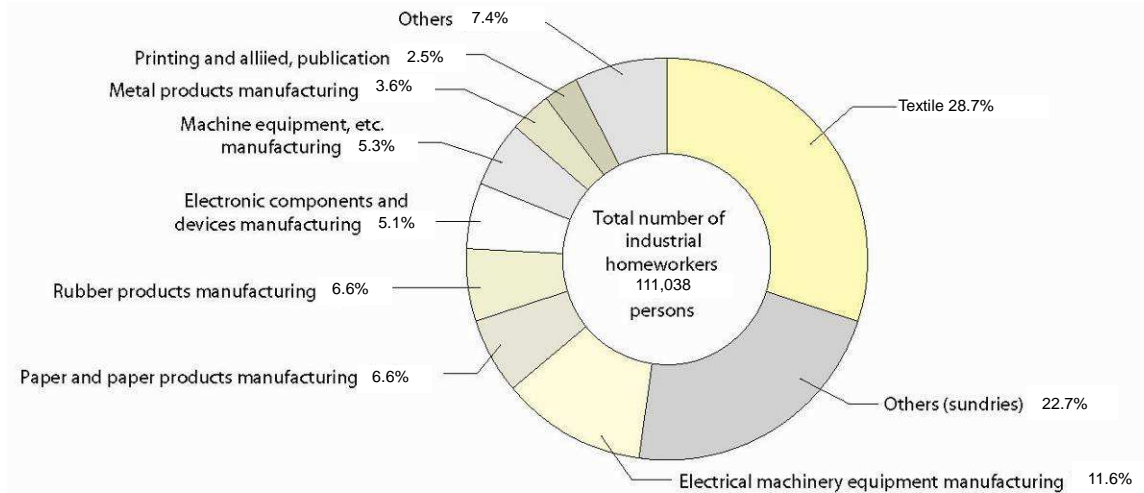 Others 7.4%
Printing and alliied, publication 2.5%
Metal products manufacturing 3.6%
Machine equipment, etc.
manufacturing 5.3%
Electronic components and
devices manufacturing 5.1%
Rubber products manufacturing 6.6%
Paper and paper products manufacturing 6.6%
Total number of
industrial
homeworkers
111,038
persons
Textile 28.7%
Others (sundries) 22.7%
Electrical machinery equipment manufacturing 11.6%